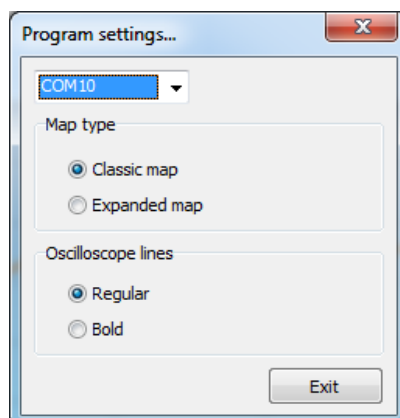 Program settings...
COM10
Map type
Classic map
Expanded map
Oscilloscope lines
Regular
Bold
Exit